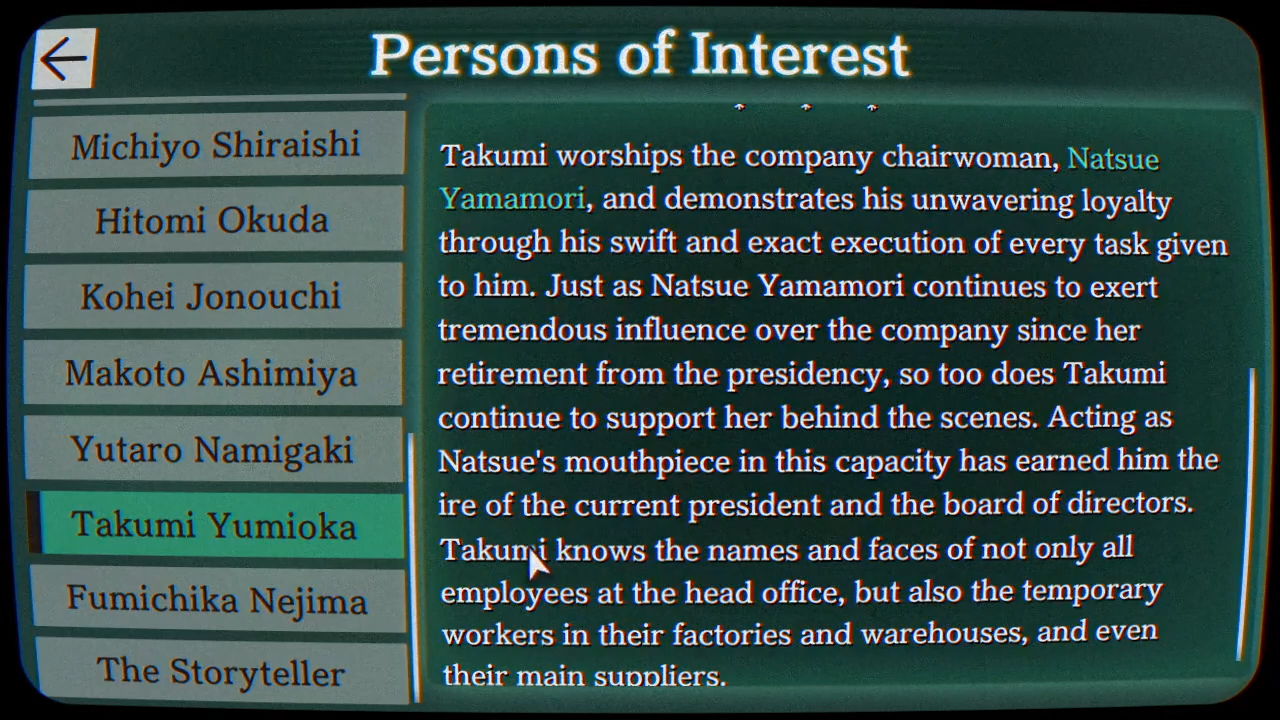 Persons of Interest
Michiyo Shiraishi
Hitomi Okuda
Kohei Jonouchi
Makoto Ashimiya
Yutaro Namigaki
Takumi Yumioka
Fumichika Nejima
The Storyteller
Takumi worships the company chairwoman, Natsue
Yamamori, and demonstrates his unwavering loyalty
through his swift and exact execution of every task given
to him. Just as Natsue Yamamori continues to exert
tremendous influence over the company since her
retirement from the presidency, so too does Takumi
continue to support her behind the scenes. Acting as
Natsue's mouthpiece in this capacity has earned him the
ire of the current president and the board of directors.
Takumi knows the names and faces of not only all
employees at the head office, but also the temporary
workers in their factories and warehouses, and even
their main suppliers.